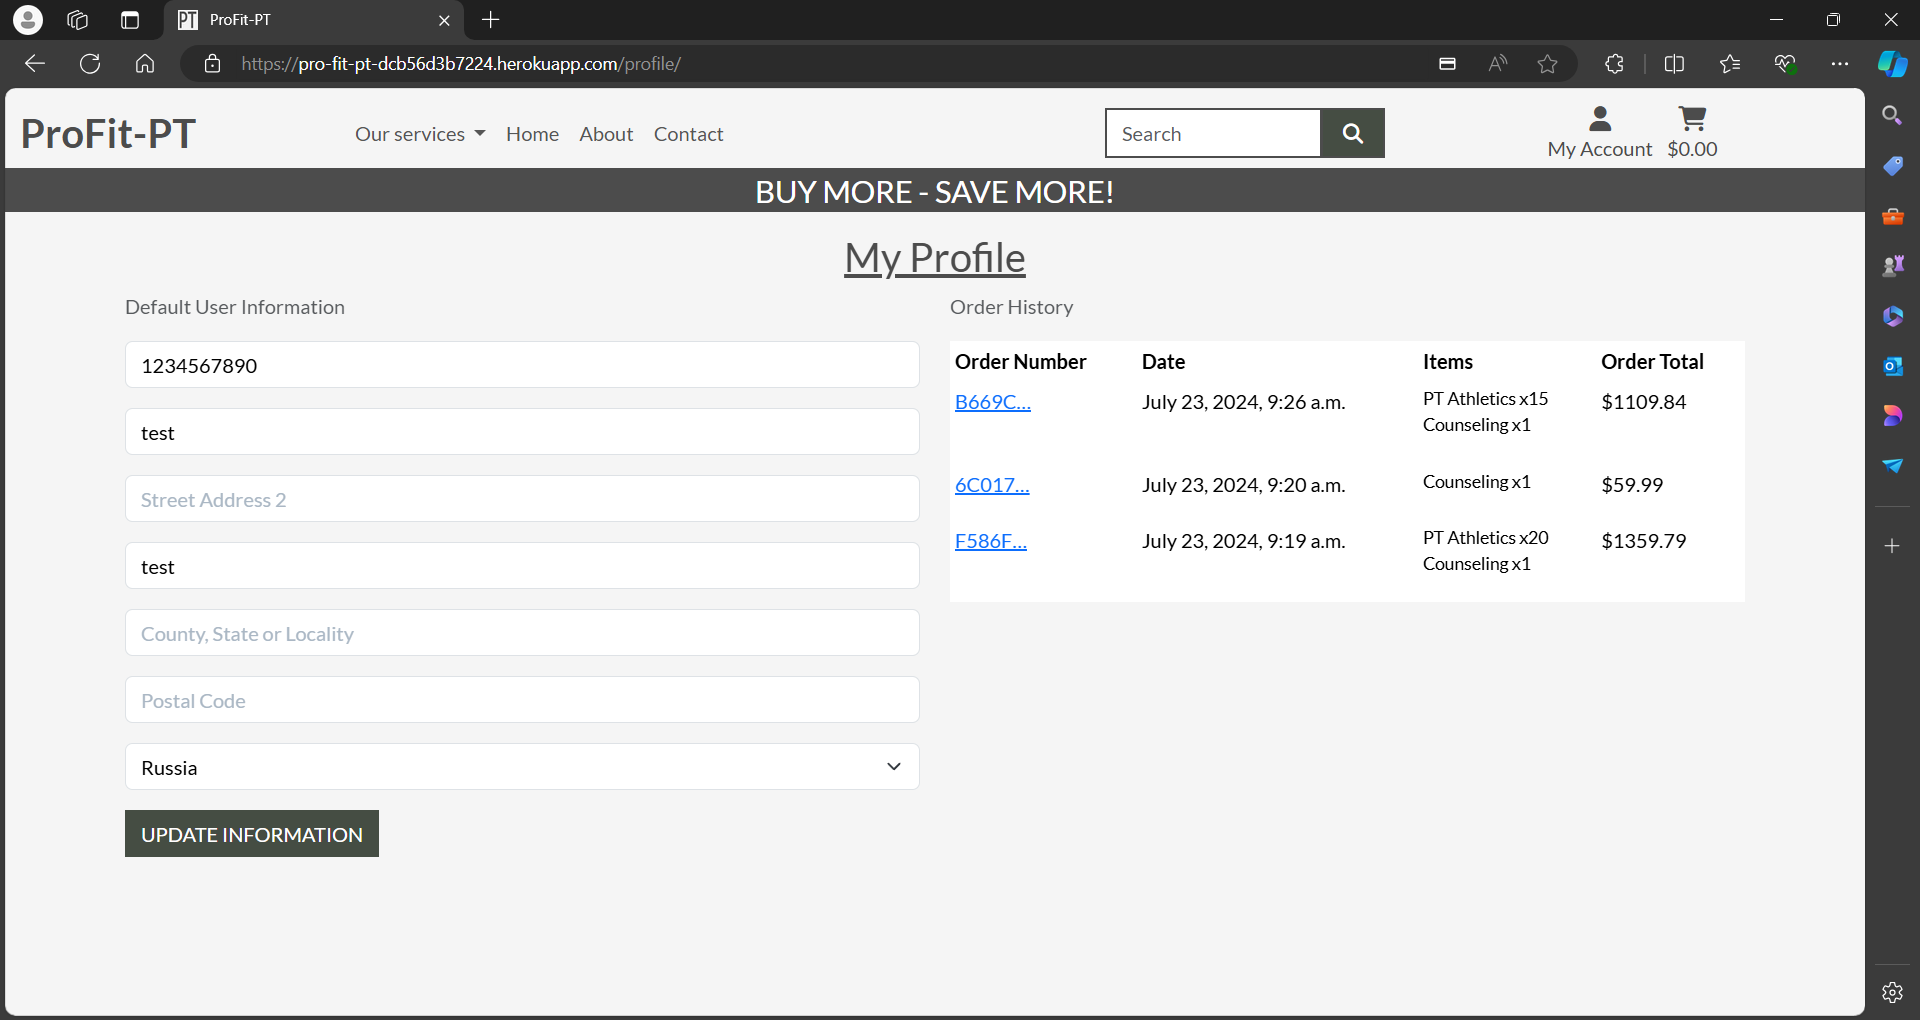 PT ProFit-PT
https://pro-fit-pt-dcb56d3b7224.herokuapp.com/profile/
ProFit-PT
Our services Home About Contact
Search
My Account $0.00
BUY MORE - SAVE MORE!
My Profile
Default User Information
1234567890
test
Street Address 2
test
County, State or Locality
Postal Code
Russia
UPDATE INFORMATION
Order History
Order Number Date Items Order Total
B669C... July 23, 2024, 9:26 a.m. PT Athletics x15 $1109.84
Counseling x1
6C017... July 23, 2024, 9:20 a.m. Counseling x1 $59.99
F586F... July 23, 2024, 9:19 a.m. PT Athletics x20 $1359.79
Counseling x1